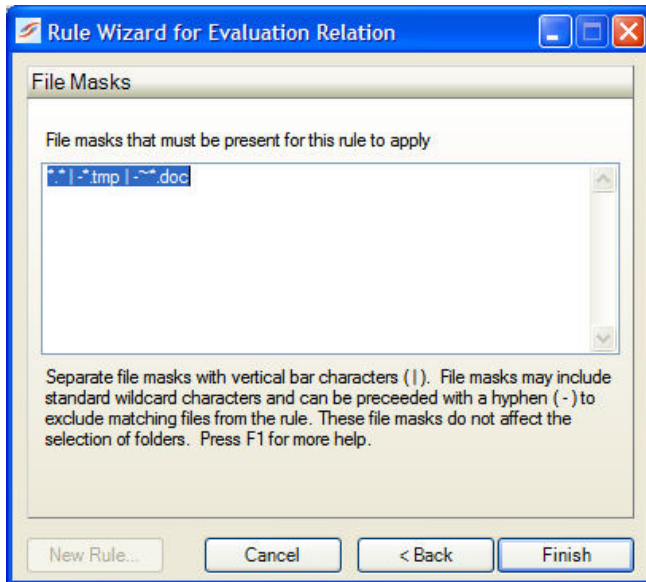 Rule Wizard for Evaluation Relation
File Masks
File masks that must be present for this rule to apply
*.* | -*.tmp | -~*.doc
Separate file masks with vertical bar characters ( | ).  File masks may include
standard wildcard characters and can be preceeded with a hyphen ( - ) to
exclude matching files from the rule. These file masks do not affect the
selection of folders.  Press F1 for more help.
New Rule... Cancel < Back Finish